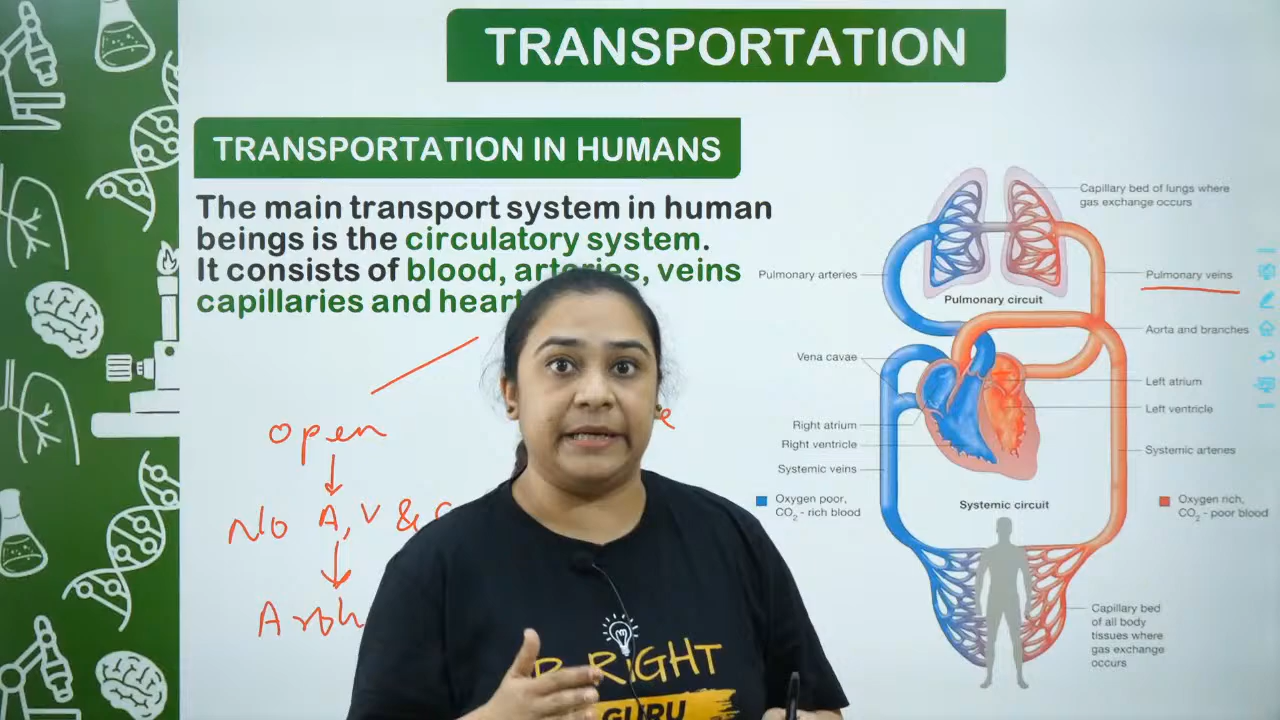 TRANSPORTATION
TRANSPORTATION IN HUMANS
The main transport system in human
beings is the circulatory system.
It consists of blood, arteries, veins
capillaries and heart
Open
No A, V &
Capillary bed of lungs where
gas exchange occurs
Pulmonary arteries
Pulmonary veins
Pulmonary circuit
Aorta and branches
Vena cavae
Left atrium
Left ventricle
Right atrium
Right ventricle
Systemic arteries
Systemic veins
Oxygen poor,
CO2 - rich blood
Systemic circuit
Oxygen rich,
CO2 - poor blood
Capillary bed
of all body
tissues where
gas exchange
occurs
RIGHT
GURU